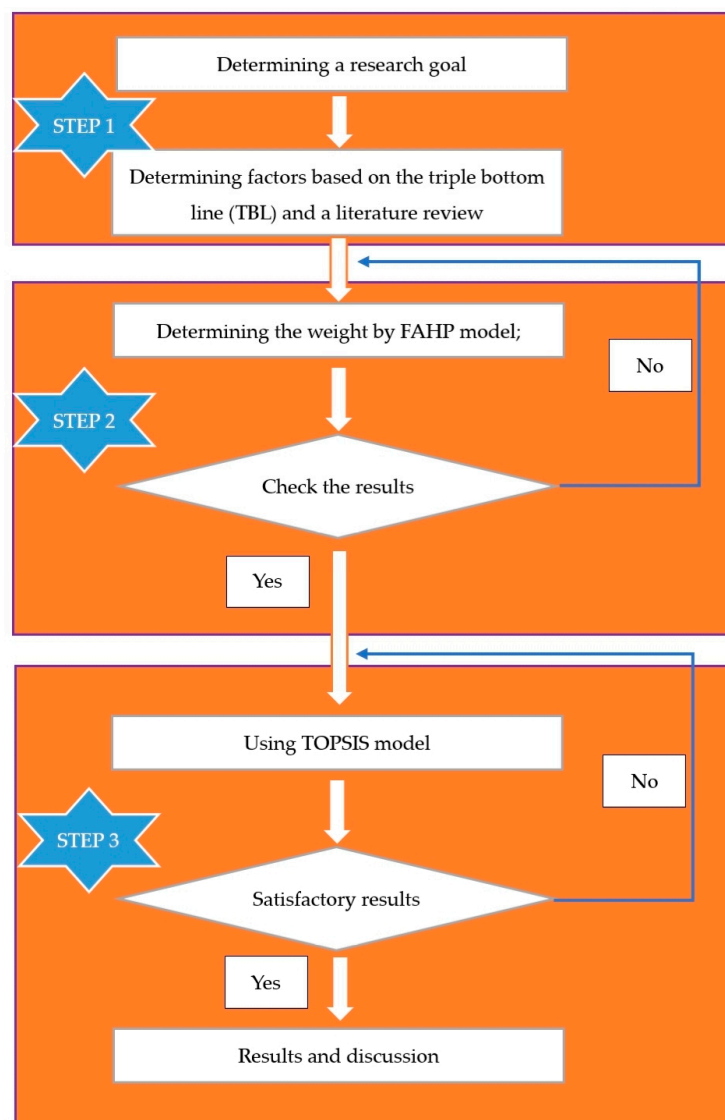 Determining a research goal
STEP 1
Determining factors based on the triple bottom
line (TBL) and a literature review
Determining the weight by FAHP model;
No
STEP 2
Check the results
Yes
Using TOPSIS model
No
STEP 3
Satisfactory results
Yes
Results and discussion